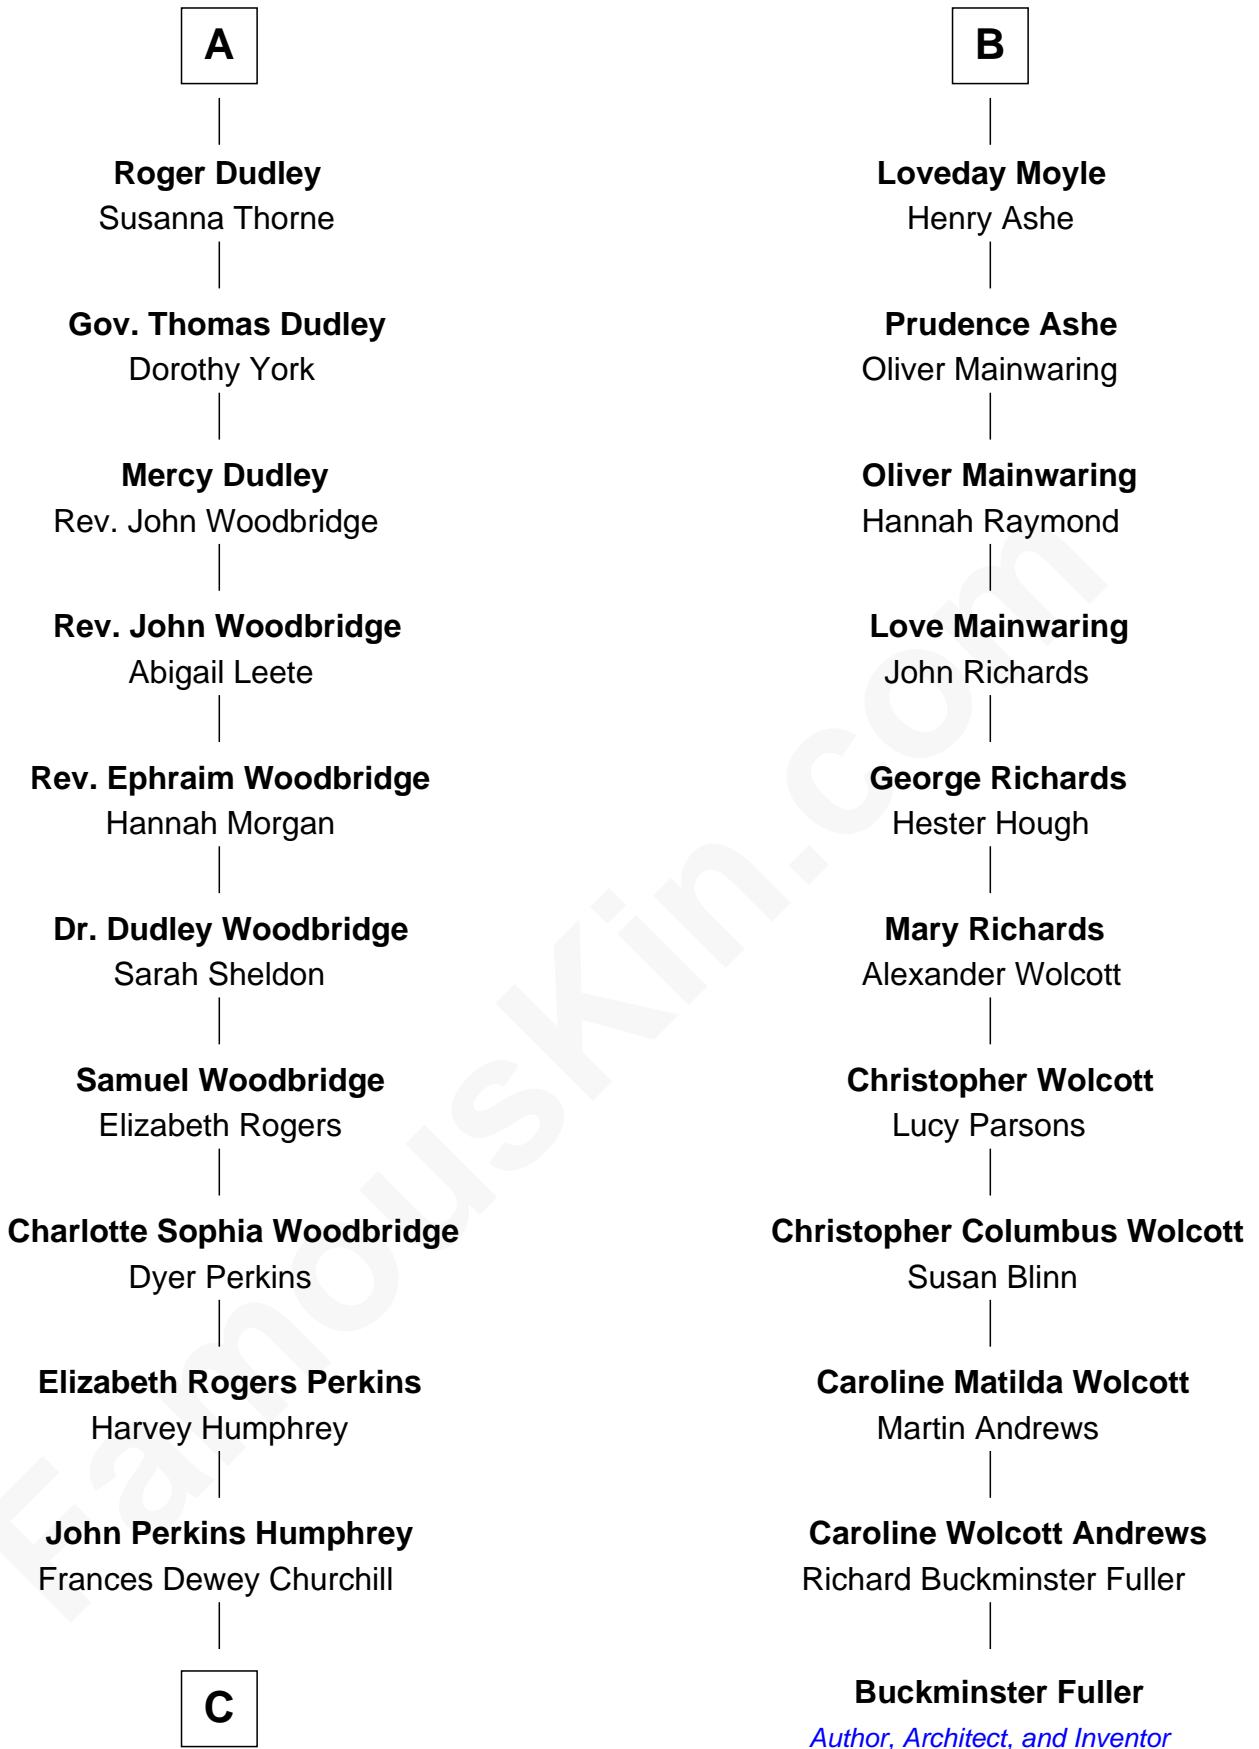 A
Roger Dudley
Susanna Thorne
Gov. Thomas Dudley
Dorothy York
Mercy Dudley
Rev. John Woodbridge
Rev. John Woodbridge
Abigail Leete
Rev. Ephraim Woodbridge
Hannah Morgan
Dr. Dudley Woodbridge
Sarah Sheldon
Samuel Woodbridge
Elizabeth Rogers
Charlotte Sophia Woodbridge
Dyer Perkins
Elizabeth Rogers Perkins
Harvey Humphrey
John Perkins Humphrey
Frances Dewey Churchill
C
B
Loveday Moyle
Henry Ashe
Prudence Ashe
Oliver Mainwaring
Oliver Mainwaring
Hannah Raymond
Love Mainwaring
John Richards
George Richards
Hester Hough
Mary Richards
Alexander Wolcott
Christopher Wolcott
Lucy Parsons
Christopher Columbus Wolcott
Susan Blinn
Caroline Matilda Wolcott
Martin Andrews
Caroline Wolcott Andrews
Richard Buckminster Fuller
Buckminster Fuller
Author, Architect, and Inventor
FamousKin.com